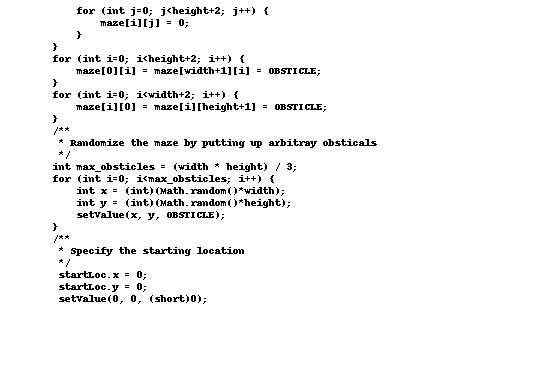 for (int j=0; j<height+2; j++) {
maze[i][j] = 0;
}
}
for (int i=0; i<height+2; i++) {
maze[0][i] = maze[width+1][i] = OBSTICLE;
}
for (int i=0; i<width+2; i++) {
maze[i][0] = maze[i][height+1] = OBSTICLE;
}
/**
* Randomize the maze by putting up arbitray obsticals
*/
int max_obsticles = (width * height) / 3;
for (int i=0; i<max_obsticles; i++) {
int x = (int)(Math.random()*width);
int y = (int)(Math.random()*height);
setValue(x, y, OBSTICLE);
}
/**
* Specify the starting location
*/
startLoc.x = 0;
startLoc.y = 0;
setValue(0, 0, (short)0);